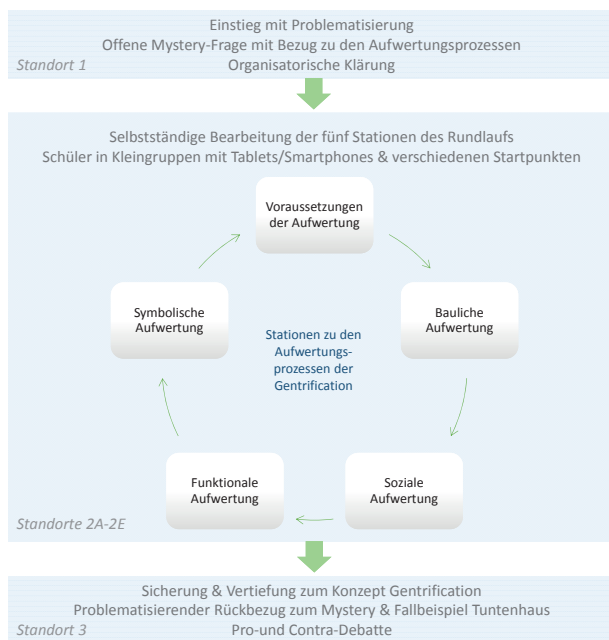 Einstieg mit Problematisierung
Offene Mystery-Frage mit Bezug zu den Aufwertungsprozessen
Standort 1
Organisatorische Klärung
Selbstständige Bearbeitung der fünf Stationen des Rundlaufs
Schüler in Kleingruppen mit Tablets/Smartphones & verschiedenen Startpunkten
Voraussetzungen
der Aufwertung
Bauliche
Aufwertung
Soziale
Aufwertung
Funktionale
Aufwertung
Symbolische
Aufwertung
Stationen zu den
Aufwertungs-
prozessen der
Gentrification
Standorte 2A-2E
Sicherung & Vertiefung zum Konzept Gentrification
Problematisierender Rückbezug zum Mystery & Fallbeispiel Tuntenhaus
Standort 3
Pro-und Contra-Debatte